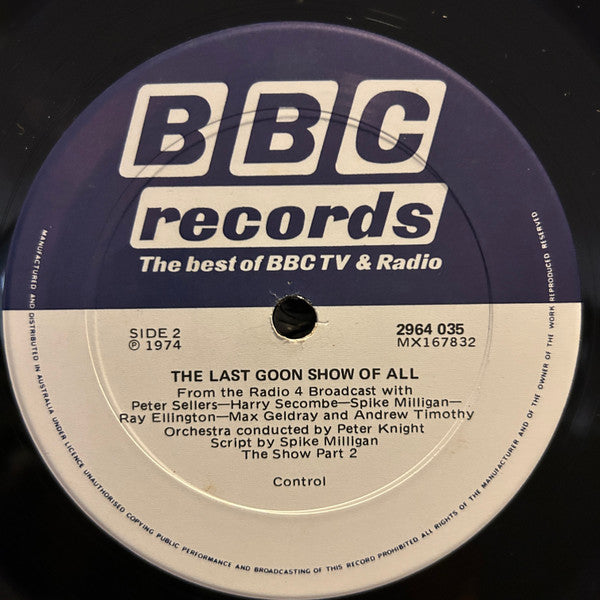 BBC
records
The best of BBC TV & Radio
SIDE 2
℗ 1974
2964 035
MX167832
THE LAST GOON SHOW OF ALL
From the Radio 4 Broadcast with
Peter Sellers—Harry Secombe—Spike Milligan—
Ray Ellington—Max Geldray and Andrew Timothy
Orchestra conducted by Peter Knight
Script by Spike Milligan
The Show Part 2
Control
MANUFACTURED AND DISTRIBUTED IN AUSTRALIA UNDER LICENCE UNAUTHORISED COPYING PUBLIC PERFORMANCE AND BROADCASTING OF THIS RECORD PROHIBITED. ALL RIGHTS OF THE MANUFACTURER AND OF THE OWNER OF THE WORK REPRODUCED RESERVED